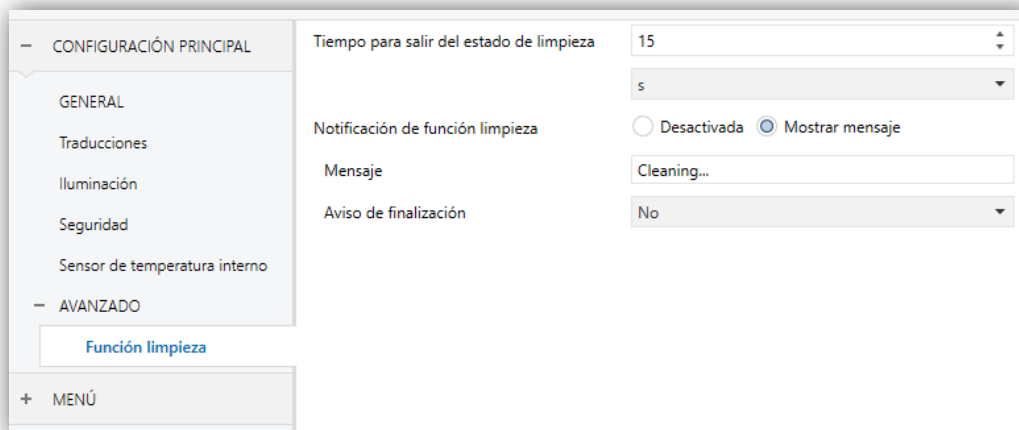 − CONFIGURACIÓN PRINCIPAL
GENERAL
Traducciones
Iluminación
Seguridad
Sensor de temperatura interno
− AVANZADO
Función limpieza
+ MENÚ
Tiempo para salir del estado de limpieza 15
s
Notificación de función limpieza Desactivada Mostrar mensaje
Mensaje Cleaning...
Aviso de finalización No